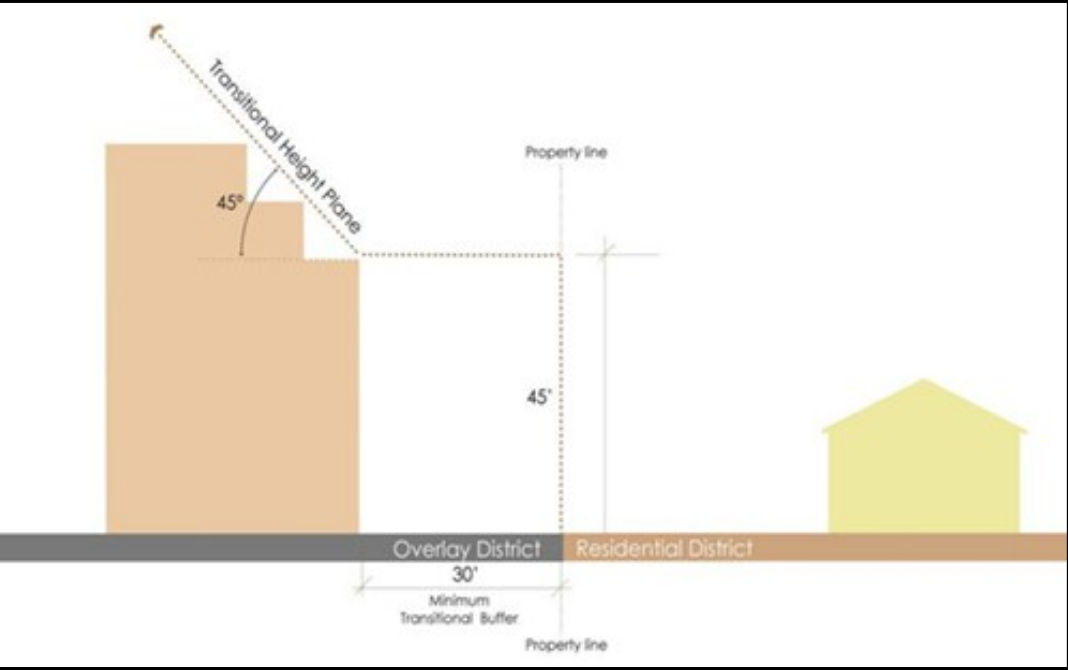 Transitional Height Plane
Property line
45°
45'
Overlay District
Residential District
30'
Minimum
Transitional Buffer
Property line